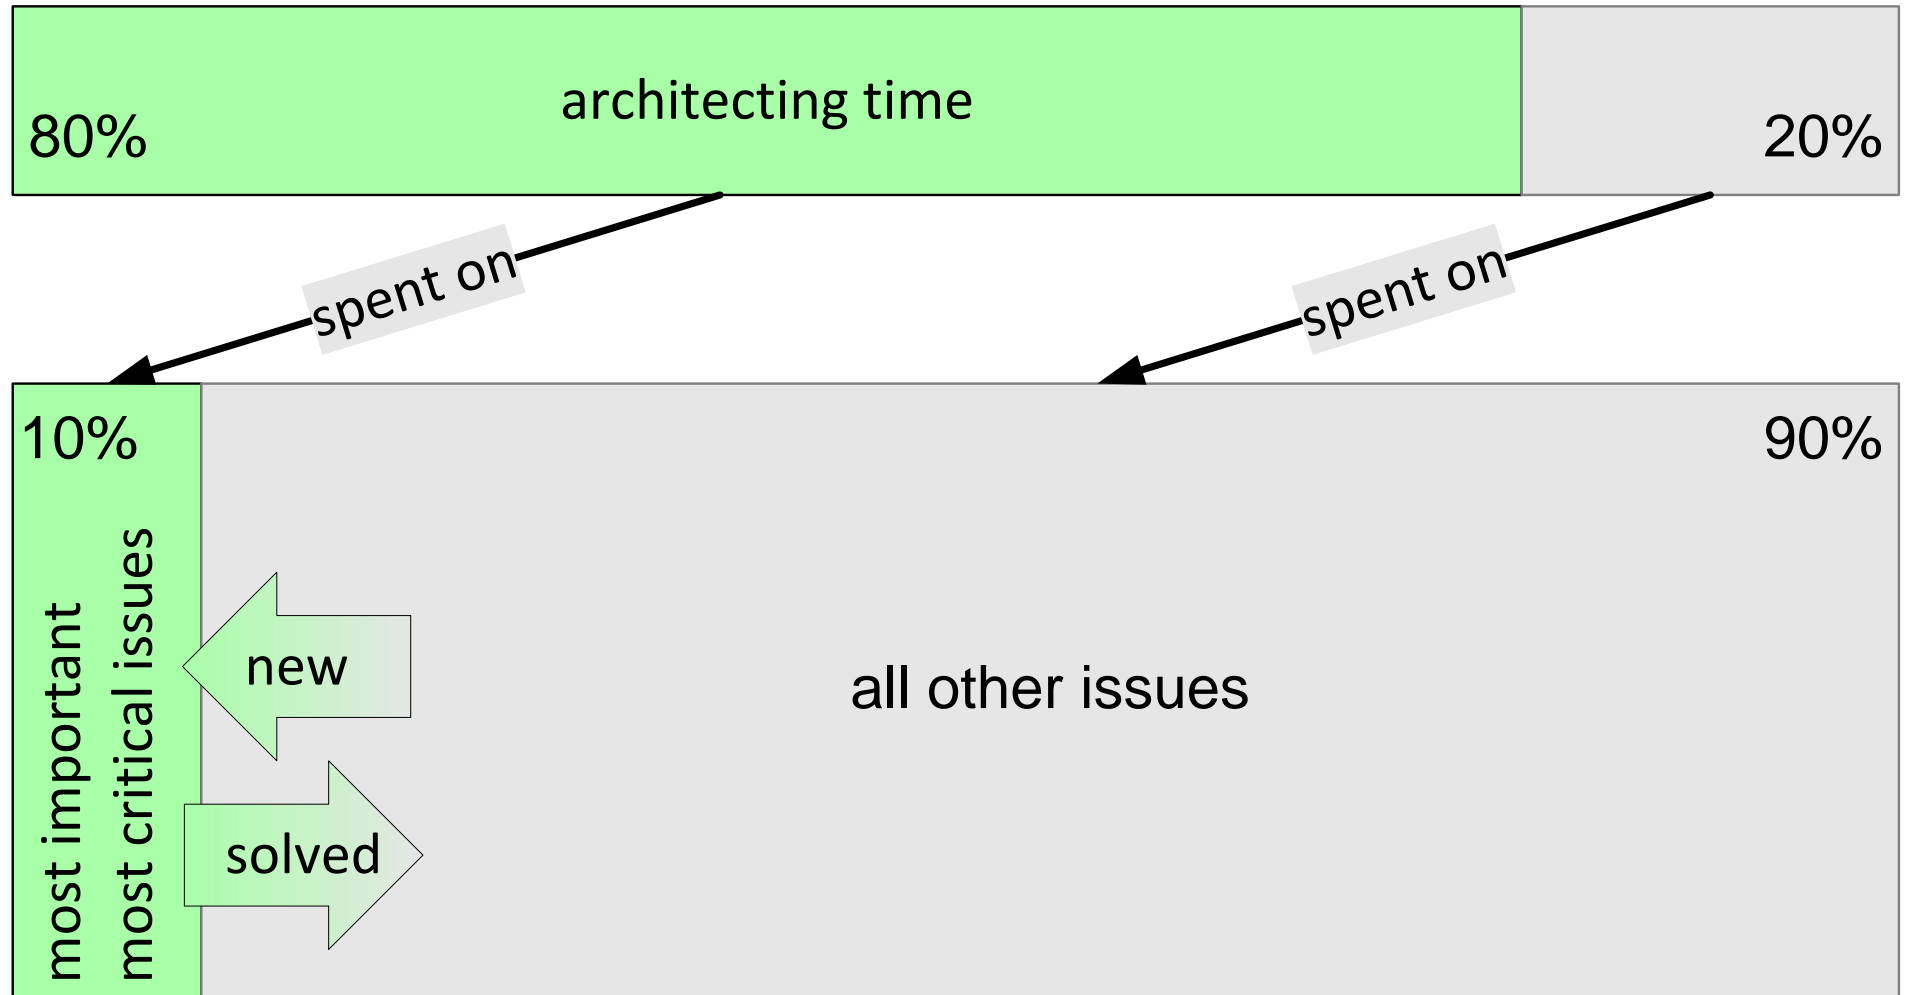 architecting time
80%
20%
spent on
spent on
10%
90%
most important
most critical issues
new
all other issues
solved